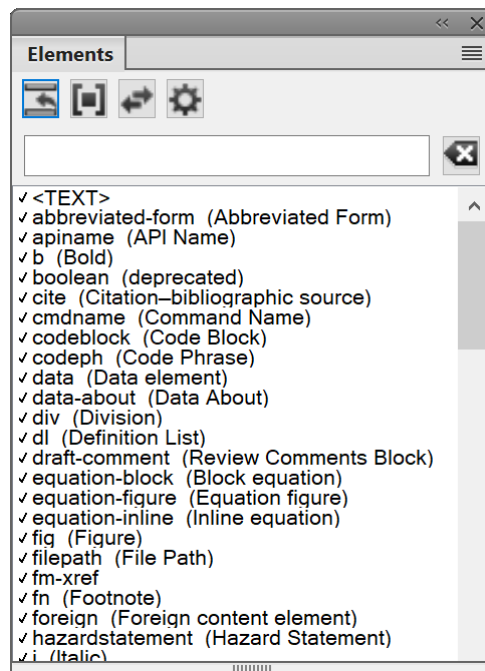 Elements
<TEXT>
abbreviated-form (Abbreviated Form)
apiname (API Name)
b (Bold)
boolean (deprecated)
cite (Citation–bibliographic source)
cmdname (Command Name)
codeblock (Code Block)
codeph (Code Phrase)
data (Data element)
data-about (Data About)
div (Division)
dl (Definition List)
draft-comment (Review Comments Block)
equation-block (Block equation)
equation-figure (Equation figure)
equation-inline (Inline equation)
fig (Figure)
filepath (File Path)
fm-xref
fn (Footnote)
foreign (Foreign content element)
hazardstatement (Hazard Statement)
i (Italic)